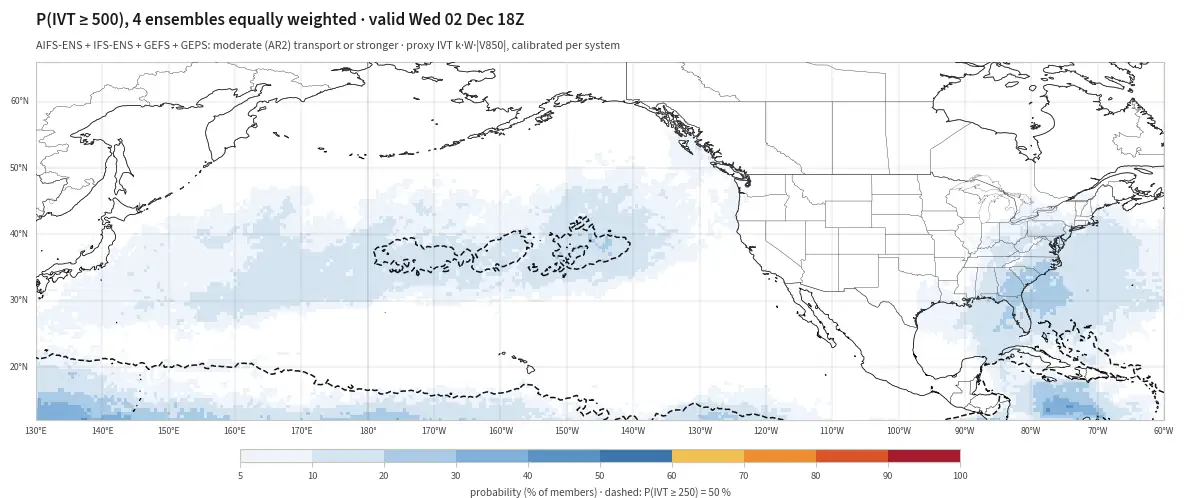 P(IVT ≥ 500), 4 ensembles equally weighted · valid Wed 02 Dec 18Z
AIFS-ENS + IFS-ENS + GEFS + GEPS: moderate (AR2) transport or stronger · proxy IVT k·W·|V850|, calibrated per system
60°N
50°N
40°N
30°N
20°N
130°E 140°E 150°E 160°E 170°E 180° 170°W 160°W 150°W 140°W 130°W 120°W 110°W 100°W 90°W 80°W 70°W 60°W
5 10 20 30 40 50 60 70 80 90 100
probability (% of members) · dashed: P(IVT ≥ 250) = 50 %